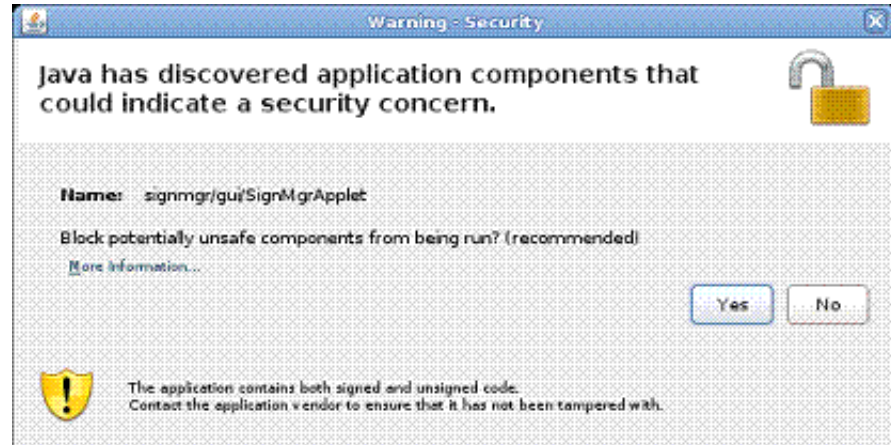 Warning - Security
Java has discovered application components that
could indicate a security concern.
Name: signmgr/gui/SignMgrApplet
Block potentially unsafe components from being run? (recommended)
More Information...
Yes No
The application contains both signed and unsigned code.
Contact the application vendor to ensure that it has not been tampered with.